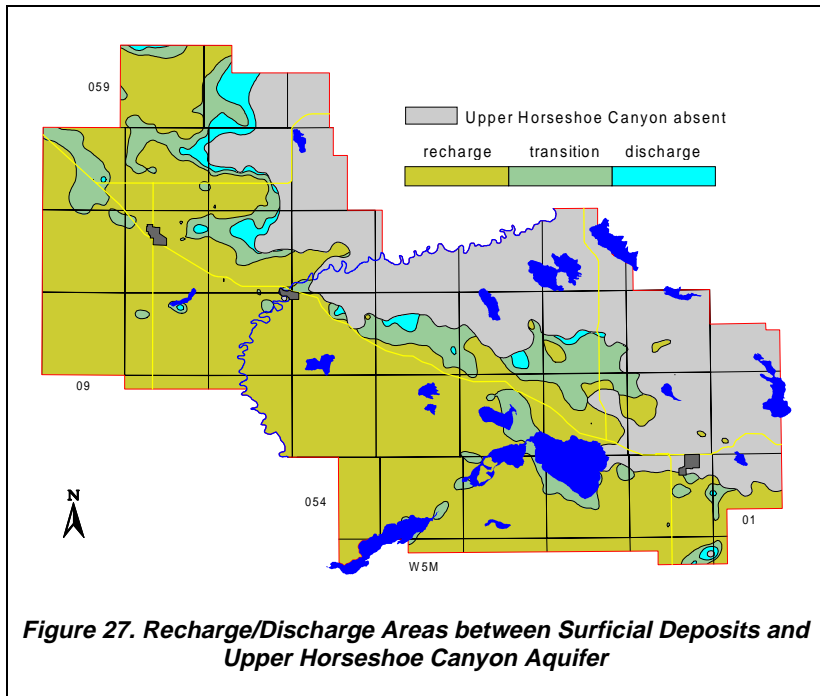 059
Upper Horseshoe Canyon absent
recharge transition discharge
09
N
054
01
W5M
Figure 27. Recharge/Discharge Areas between Surficial Deposits and
Upper Horseshoe Canyon Aquifer